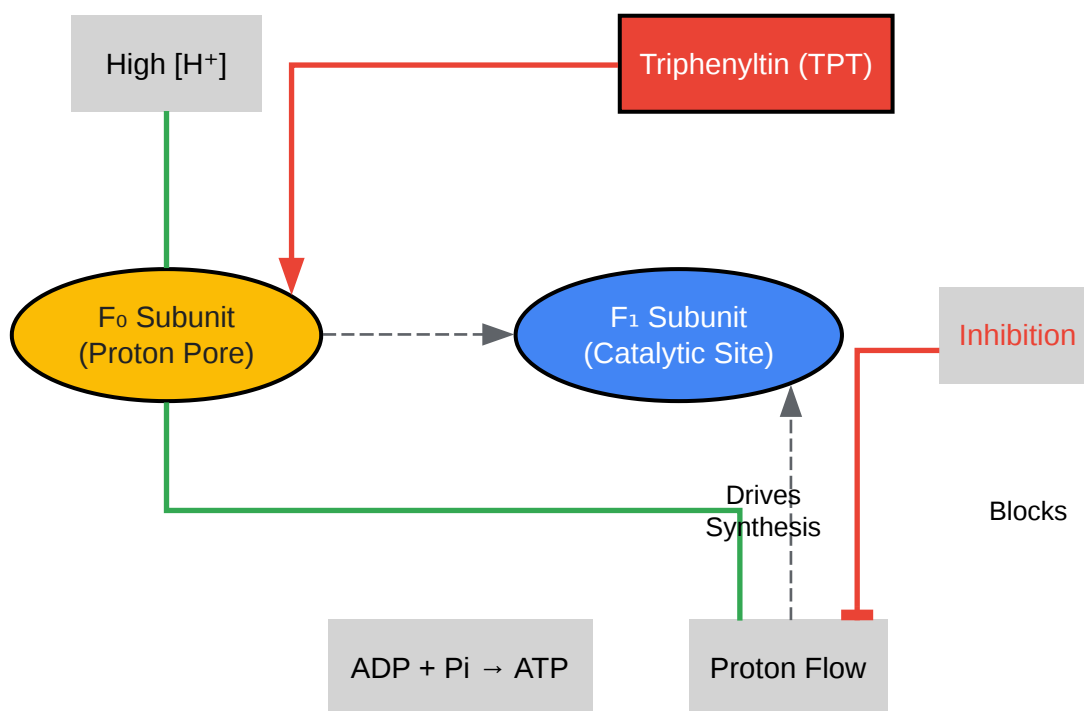 High [H⁺]
Triphenyltin (TPT)
F₀ Subunit
(Proton Pore)
F₁ Subunit
(Catalytic Site)
Inhibition
Drives
Synthesis
Blocks
ADP + Pi → ATP
Proton Flow